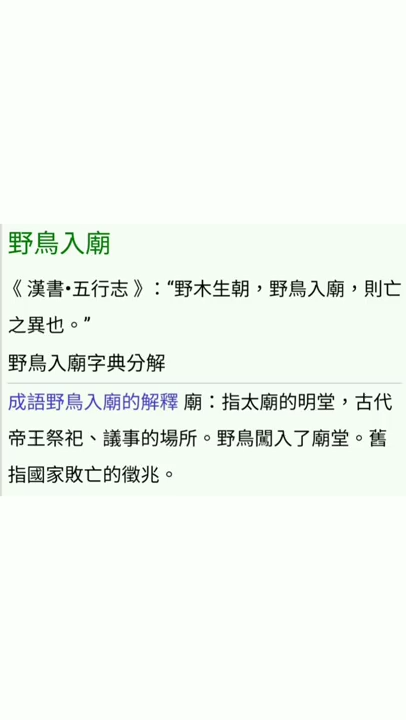 野鳥入廟
《 漢書•五行志 》：“野木生朝，野鳥入廟，則亡
之異也。”
野鳥入廟字典分解
成語野鳥入廟的解釋 廟：指太廟的明堂，古代
帝王祭祀、議事的場所。野鳥闖入了廟堂。舊
指國家敗亡的徵兆。